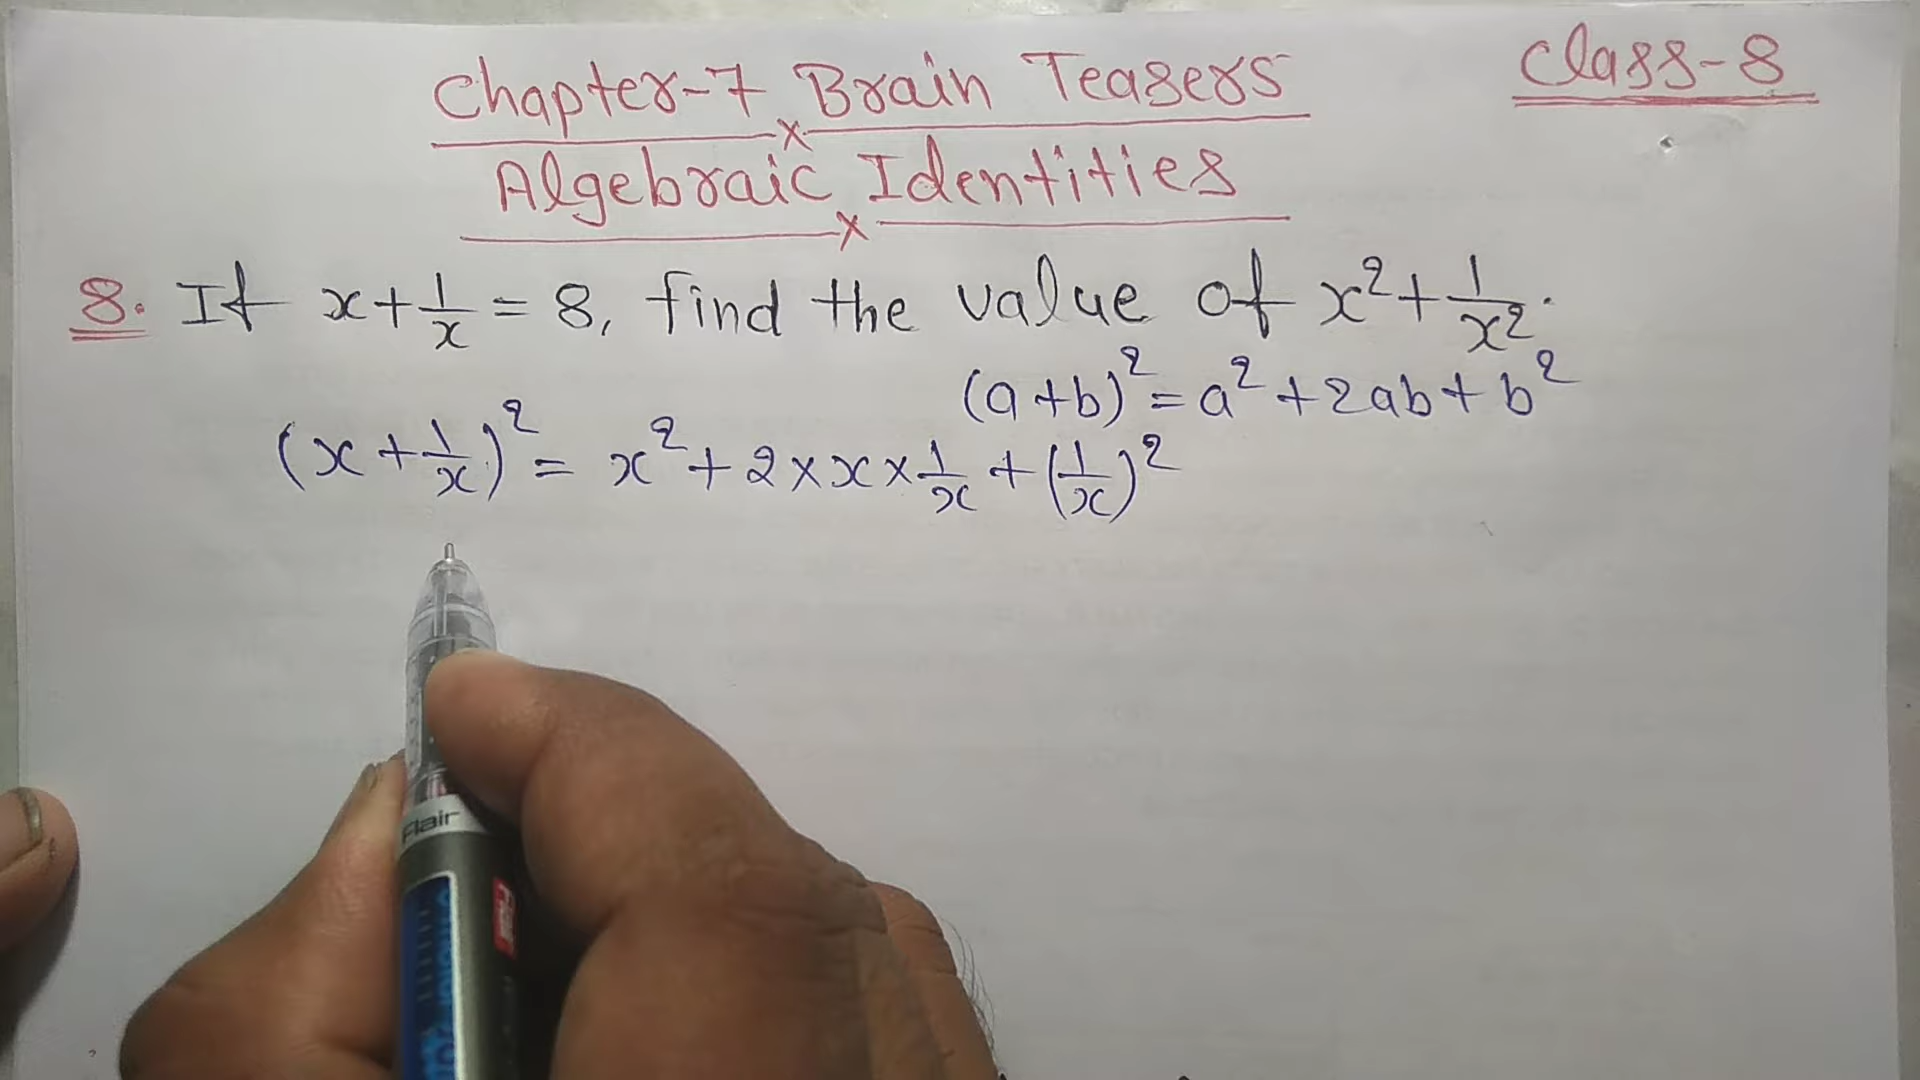 Class-8
Chapter-7 Brain Teasers
Algebraic Identities
8. If x+1/x = 8, find the value of x²+1/x².
(a+b)² = a²+2ab+b²
(x+1/x)² = x²+2×x×1/x+(1/x)²
Flair